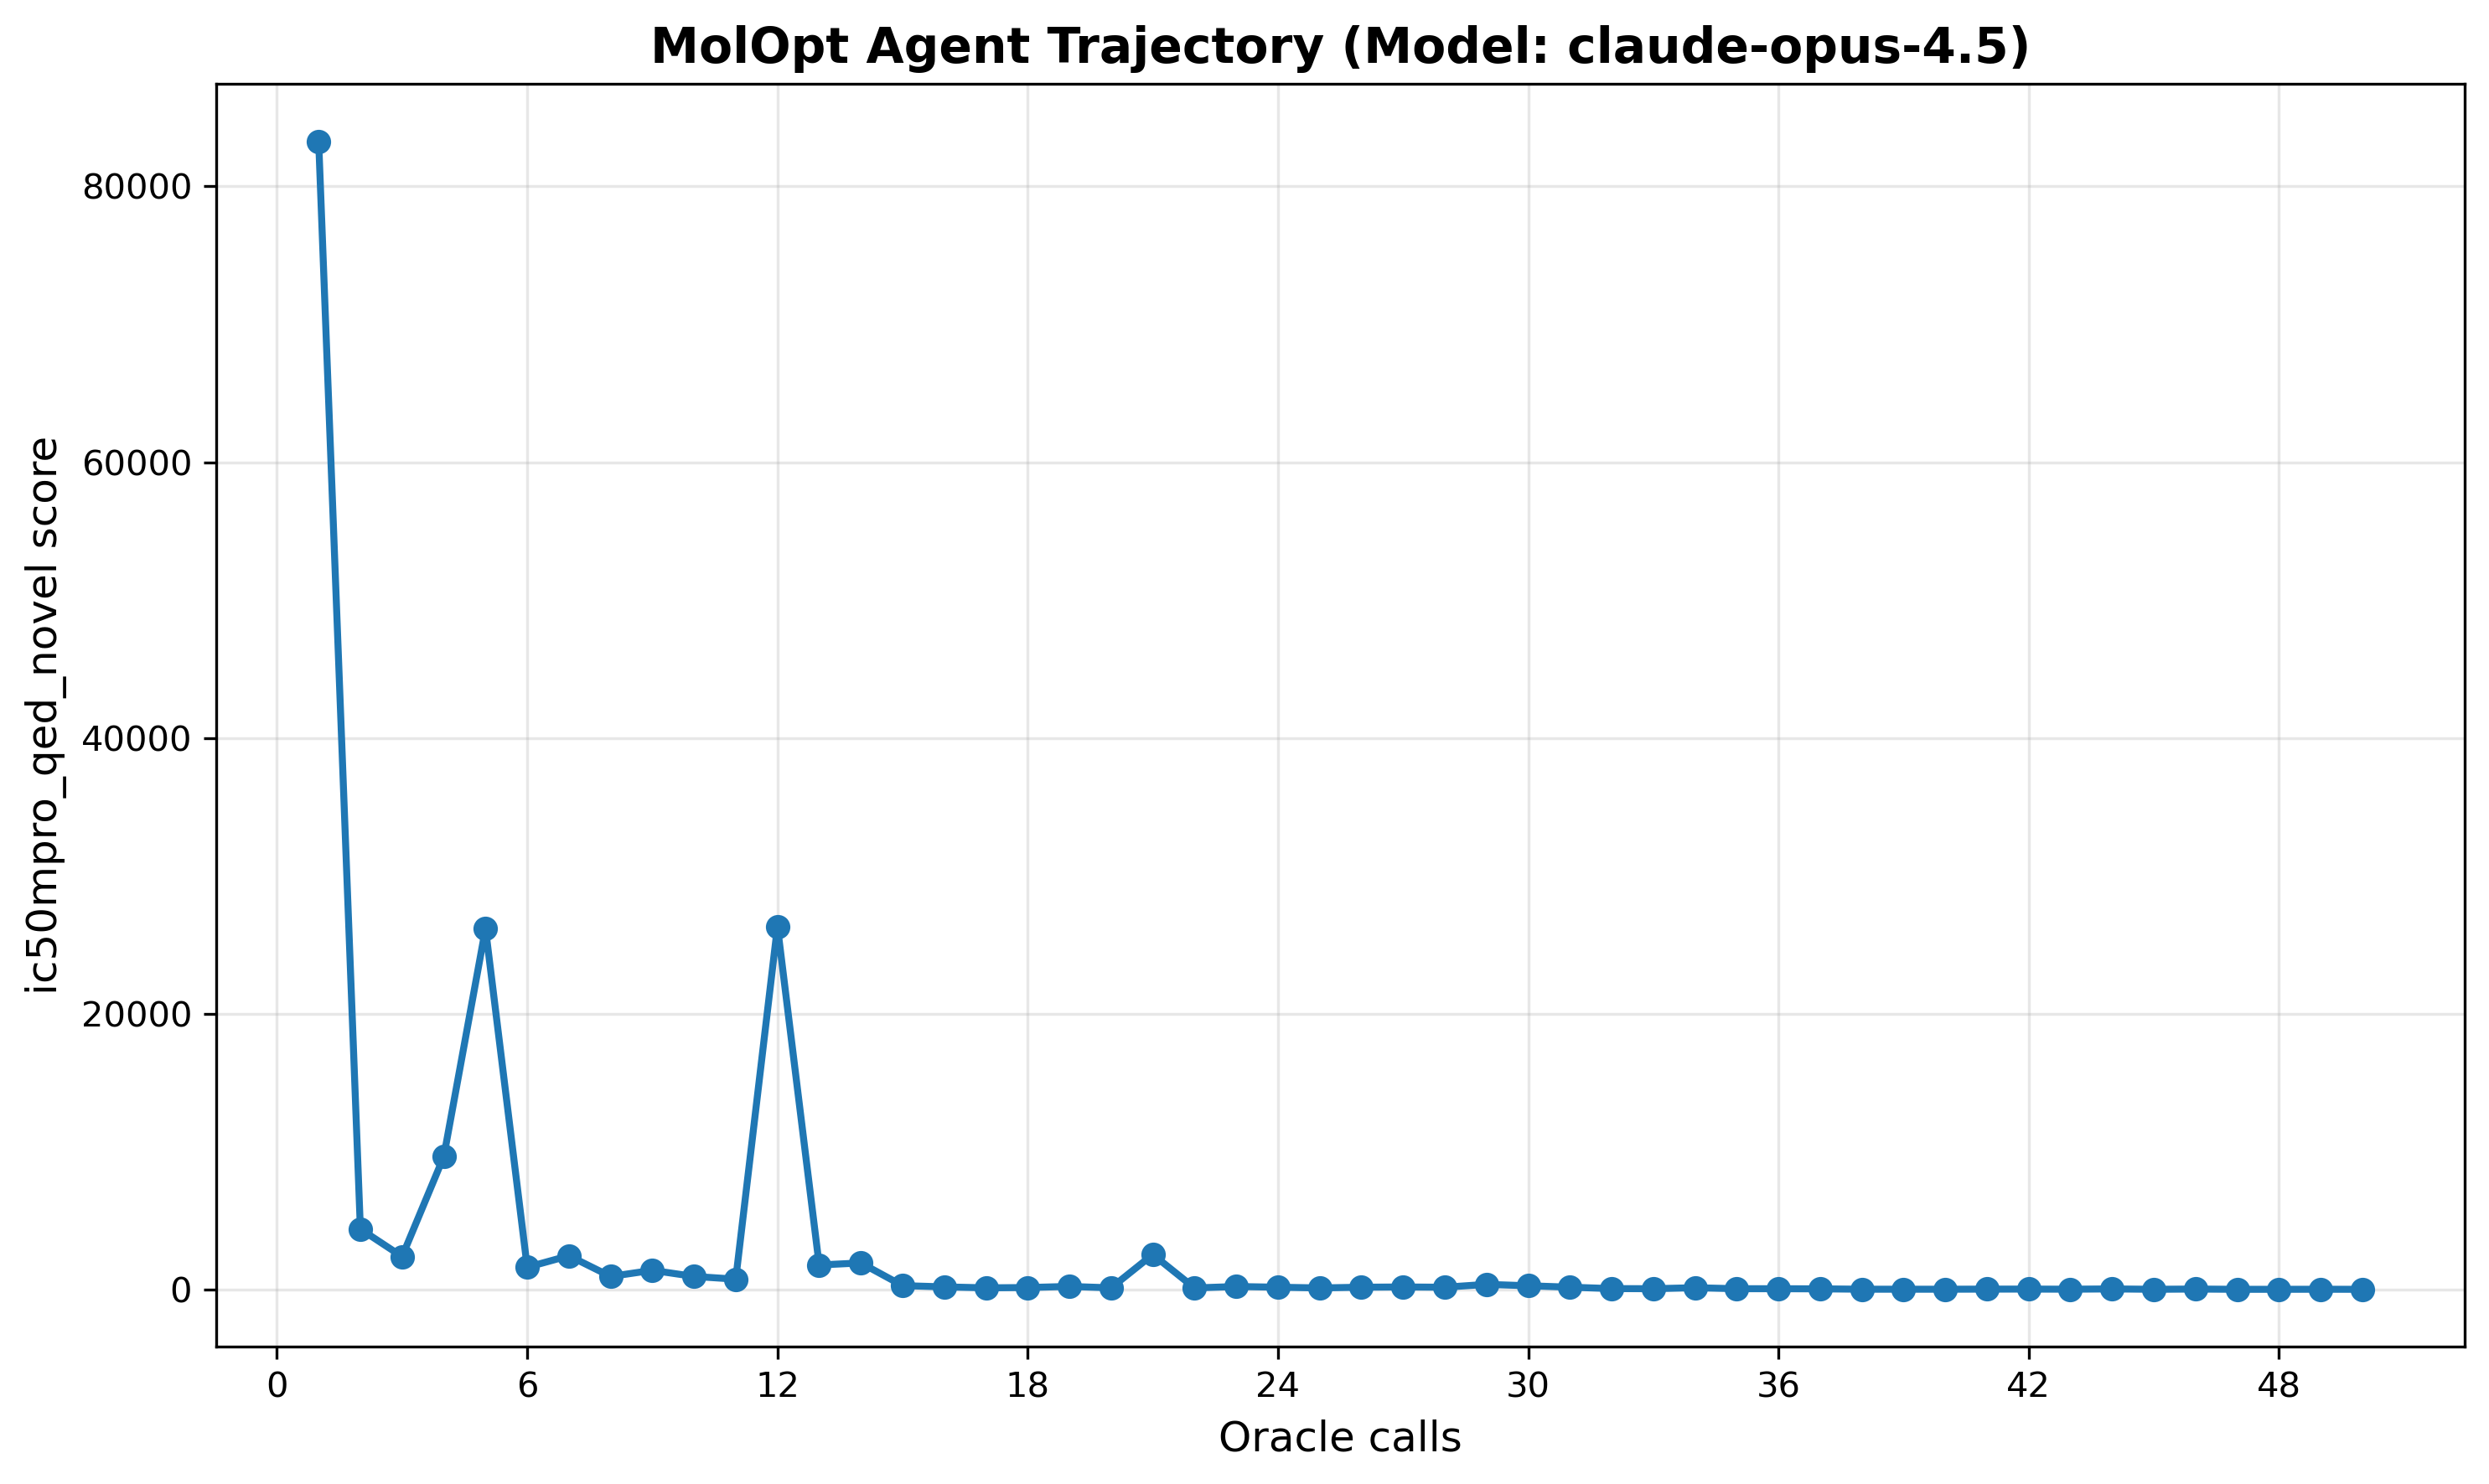 MolOpt Agent Trajectory (Model: claude-opus-4.5)
ic50mpro_qed_novel score
80000
60000
40000
20000
0
0 6 12 18 24 30 36 42 48
Oracle calls